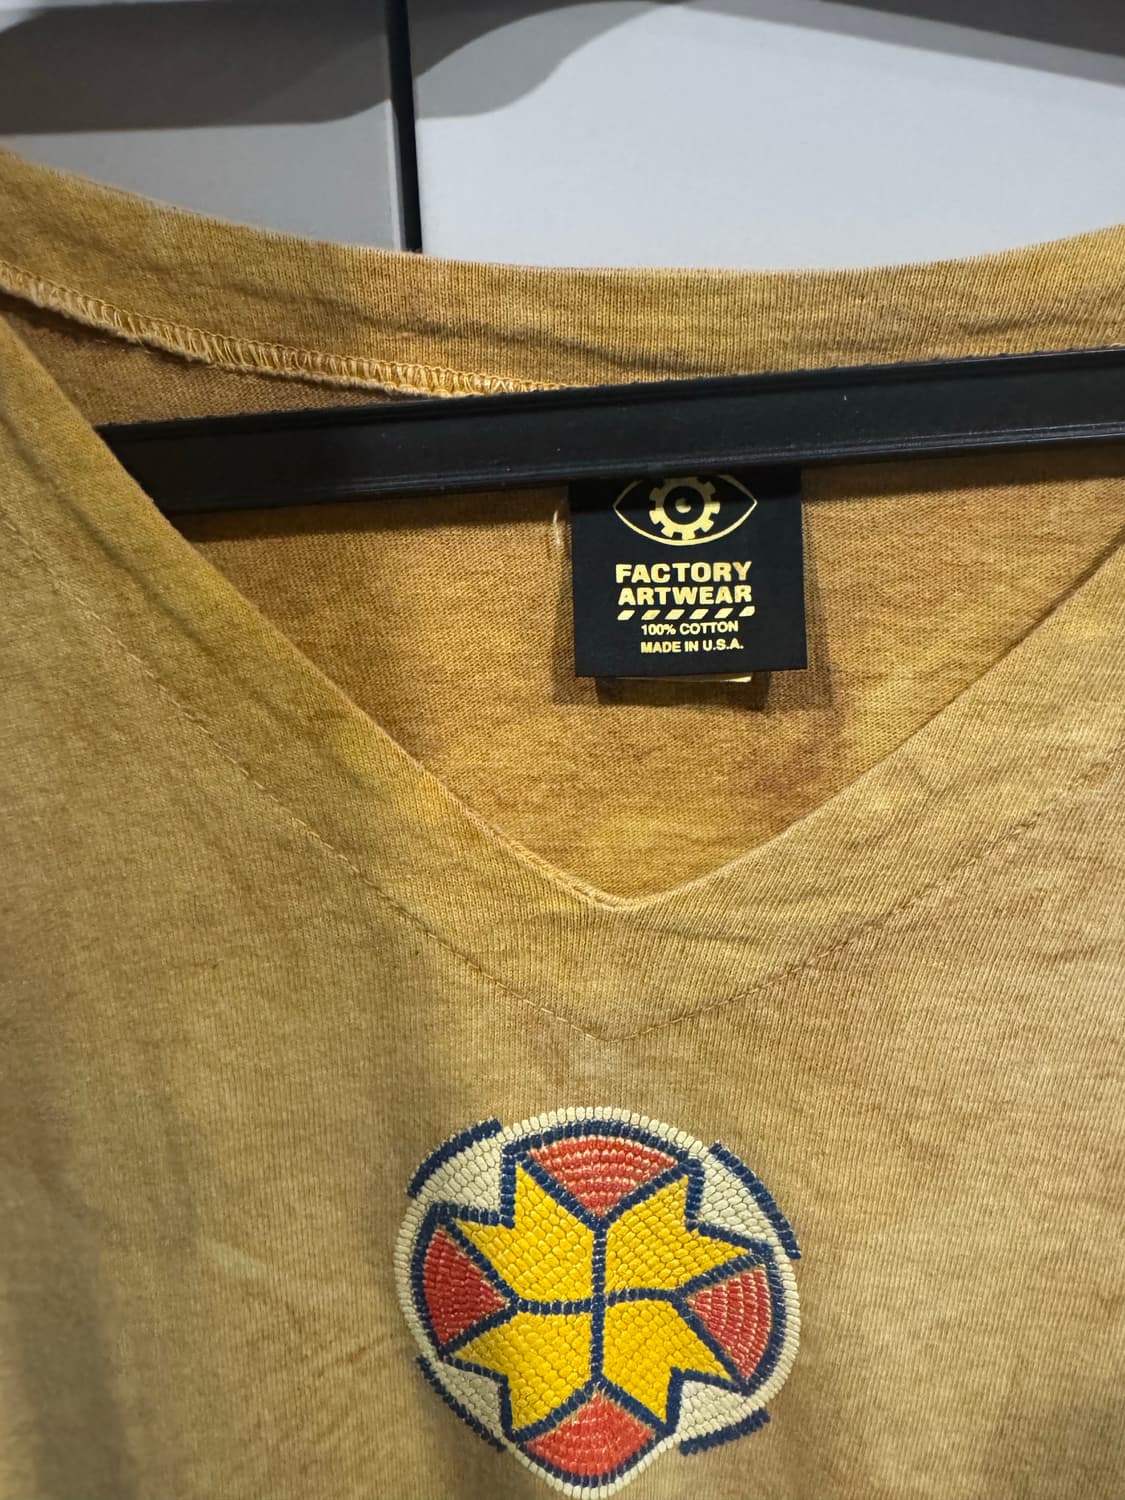 FACTORY
ARTWEAR
100% COTTON
MADE IN U.S.A.